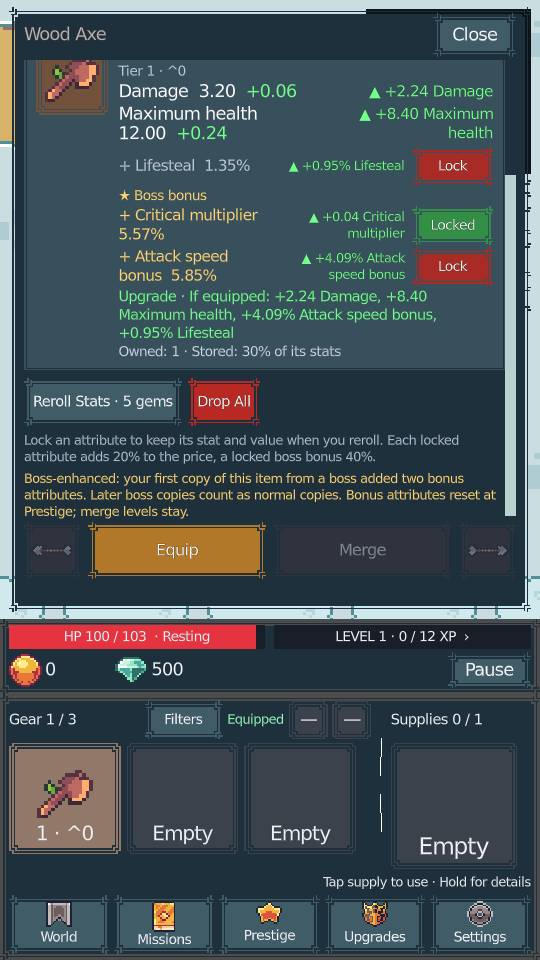 Wood Axe
Close
Tier 1 · ^0
Damage 3.20 +0.06
▲ +2.24 Damage
Maximum health
12.00 +0.24
▲ +8.40 Maximum
health
+ Lifesteal 1.35%
▲ +0.95% Lifesteal
Lock
★ Boss bonus
+ Critical multiplier
5.57%
▲ +0.04 Critical
multiplier
Locked
+ Attack speed
bonus 5.85%
▲ +4.09% Attack
speed bonus
Lock
Upgrade · If equipped: +2.24 Damage, +8.40
Maximum health, +4.09% Attack speed bonus,
+0.95% Lifesteal
Owned: 1 · Stored: 30% of its stats
Reroll Stats · 5 gems
Drop All
Lock an attribute to keep its stat and value when you reroll. Each locked
attribute adds 20% to the price, a locked boss bonus 40%.
Boss-enhanced: your first copy of this item from a boss added two bonus
attributes. Later boss copies count as normal copies. Bonus attributes reset at
Prestige; merge levels stay.
Equip
Merge
HP 100 / 103 · Resting
LEVEL 1 · 0 / 12 XP ›
0
500
Pause
Gear 1 / 3
Filters
Equipped
—
—
Supplies 0 / 1
1 · ^0
Empty
Empty
Empty
Tap supply to use · Hold for details
World
Missions
Prestige
Upgrades
Settings